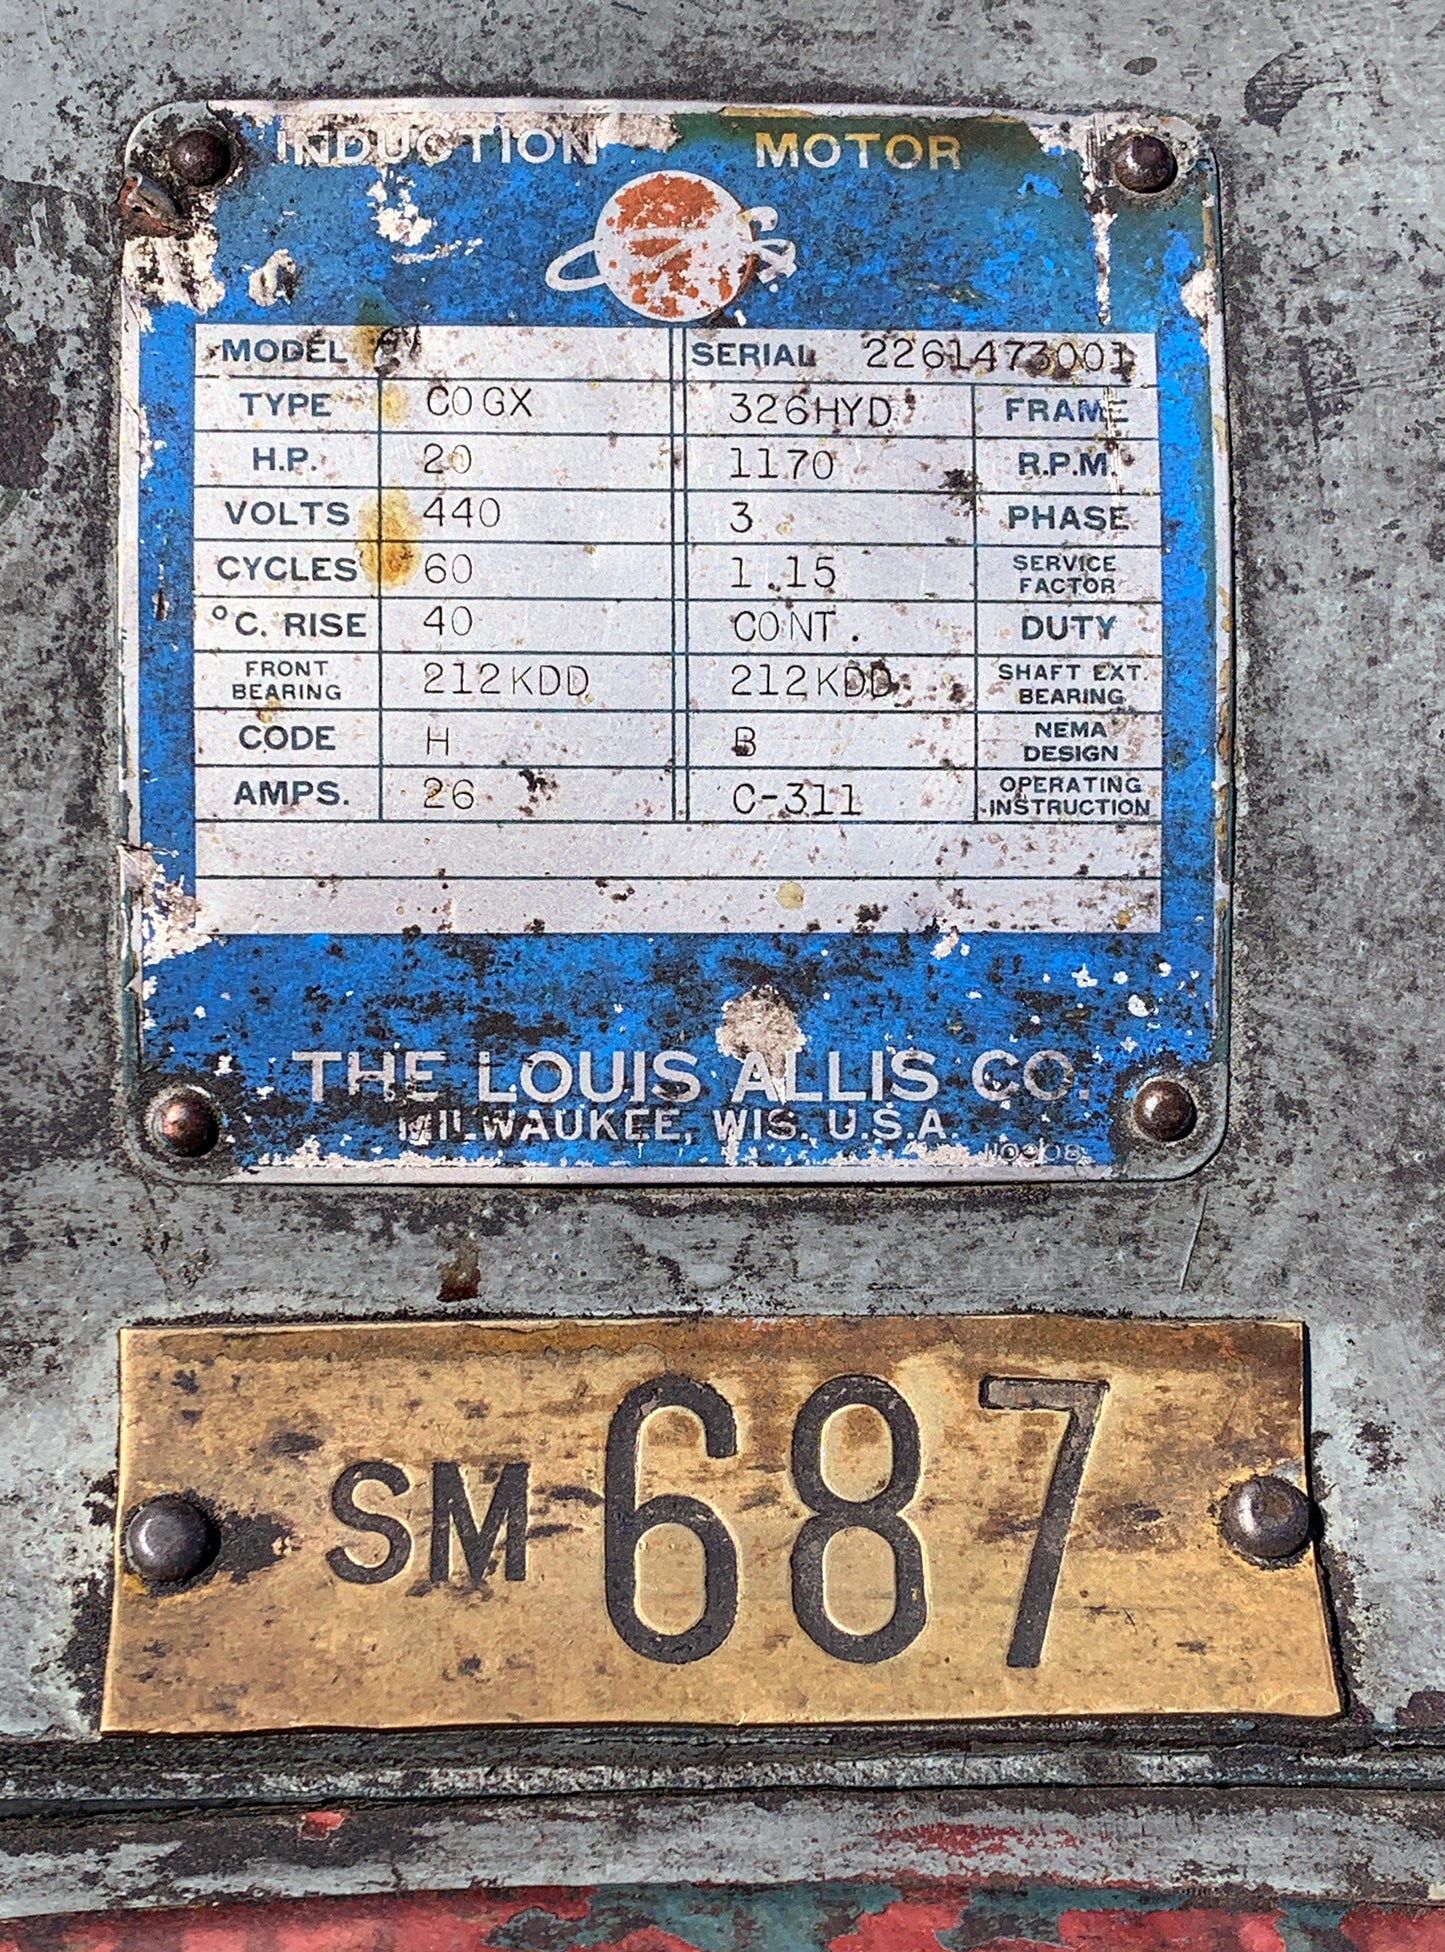 INDUCTION MOTOR
MODEL SERIAL 2261473001
TYPE COGX 326HYD FRAME
H.P. 20 1170 R.P.M.
VOLTS 440 3 PHASE
CYCLES 60 1.15 SERVICE FACTOR
°C. RISE 40 CONT. DUTY
FRONT BEARING 212KDD 212KDD SHAFT EXT. BEARING
CODE H B NEMA DESIGN
AMPS. 26 C-311 OPERATING INSTRUCTION
THE LOUIS ALLIS CO.
MILWAUKEE, WIS. U.S.A.
SM 687